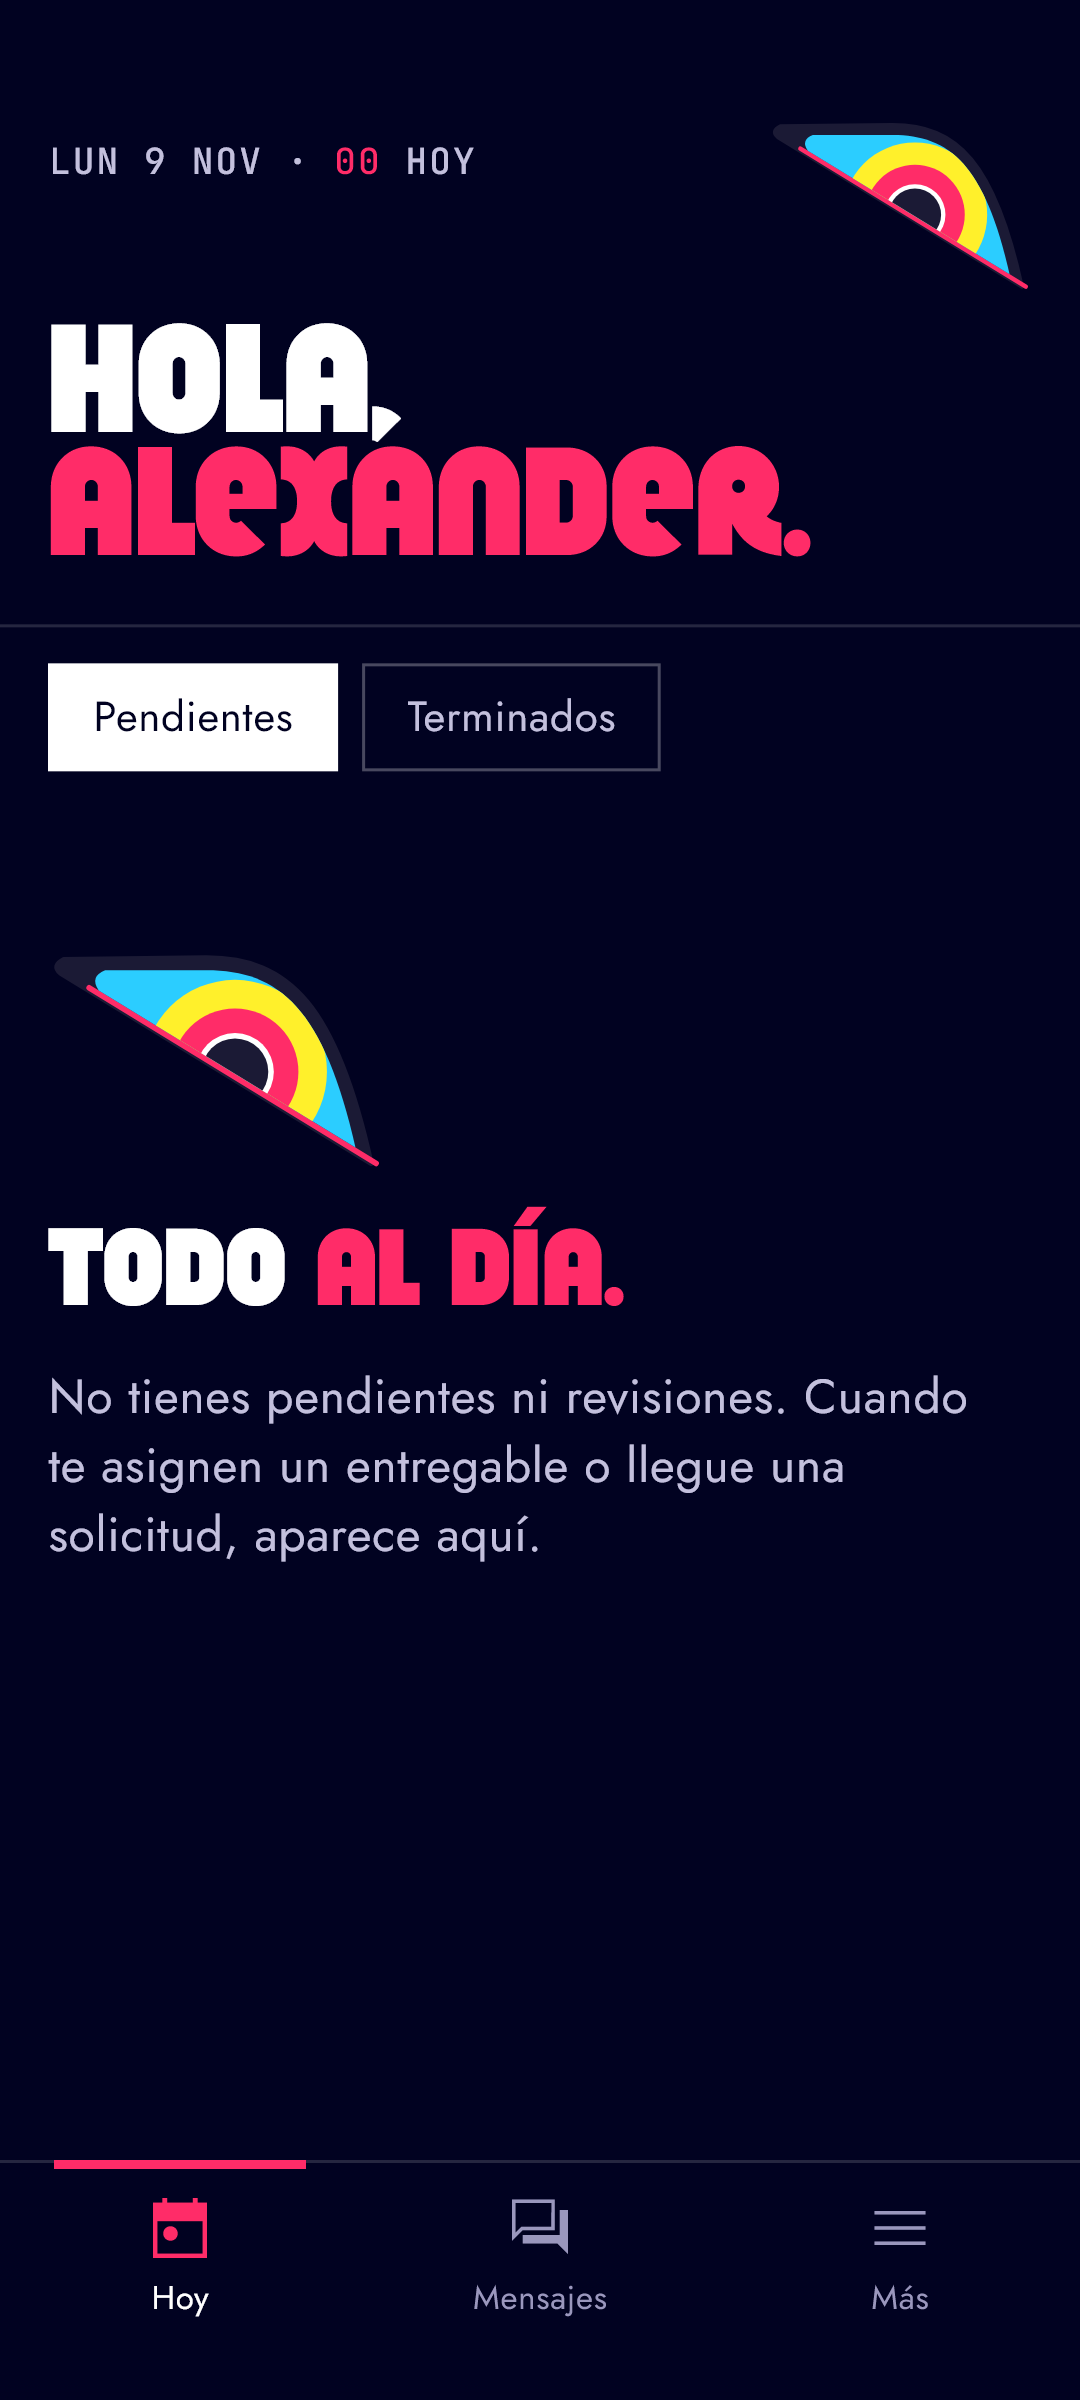 LUN 9 NOV · 00 HOY
HOLA,
ALEXANDER.
Pendientes
Terminados
TODO AL DÍA.
No tienes pendientes ni revisiones. Cuando
te asignen un entregable o llegue una
solicitud, aparece aquí.
Hoy
Mensajes
Más